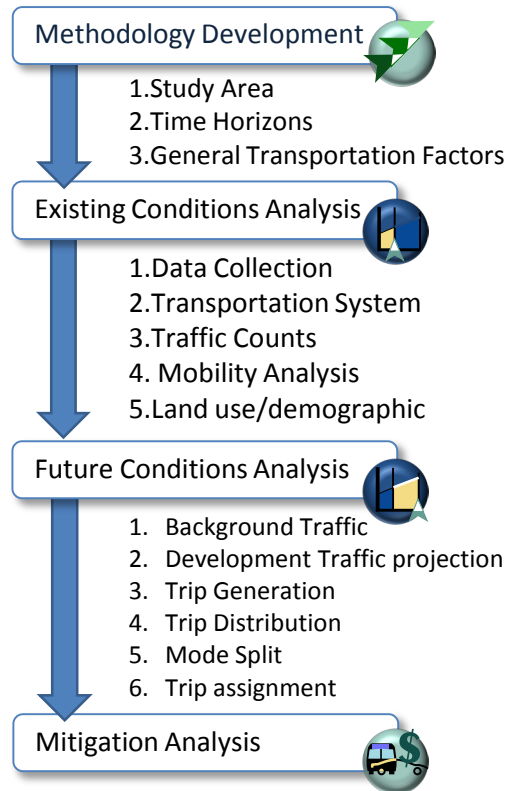 Methodology Development
1.Study Area
2.Time Horizons
3.General Transportation Factors
Existing Conditions Analysis
1.Data Collection
2.Transportation System
3.Traffic Counts
4. Mobility Analysis
5.Land use/demographic
Future Conditions Analysis
1. Background Traffic
2. Development Traffic projection
3. Trip Generation
4. Trip Distribution
5. Mode Split
6. Trip assignment
Mitigation Analysis
$